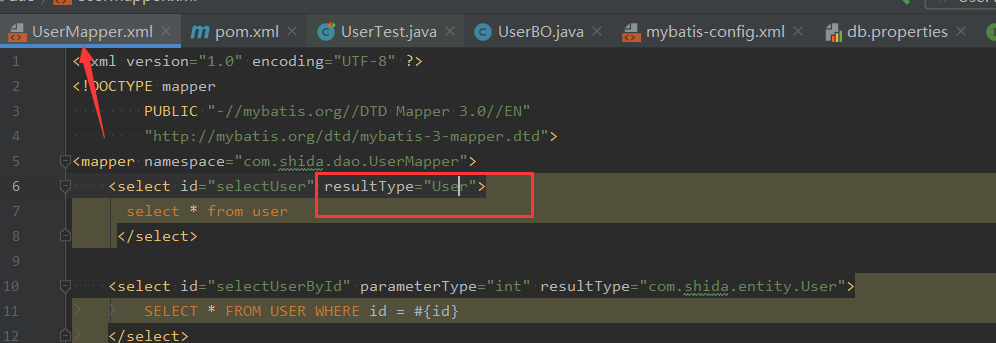 UserMapper.xml pom.xml UserTest.java UserBO.java mybatis-config.xml db.properties
1 <?xml version="1.0" encoding="UTF-8" ?>
2 <!DOCTYPE mapper
3 PUBLIC "-//mybatis.org//DTD Mapper 3.0//EN"
4 "http://mybatis.org/dtd/mybatis-3-mapper.dtd">
5 <mapper namespace="com.shida.dao.UserMapper">
6 <select id="selectUser" resultType="User">
7 select * from user
8 </select>
9
10 <select id="selectUserById" parameterType="int" resultType="com.shida.entity.User">
11 SELECT * FROM USER WHERE id = #{id}
12 </select>